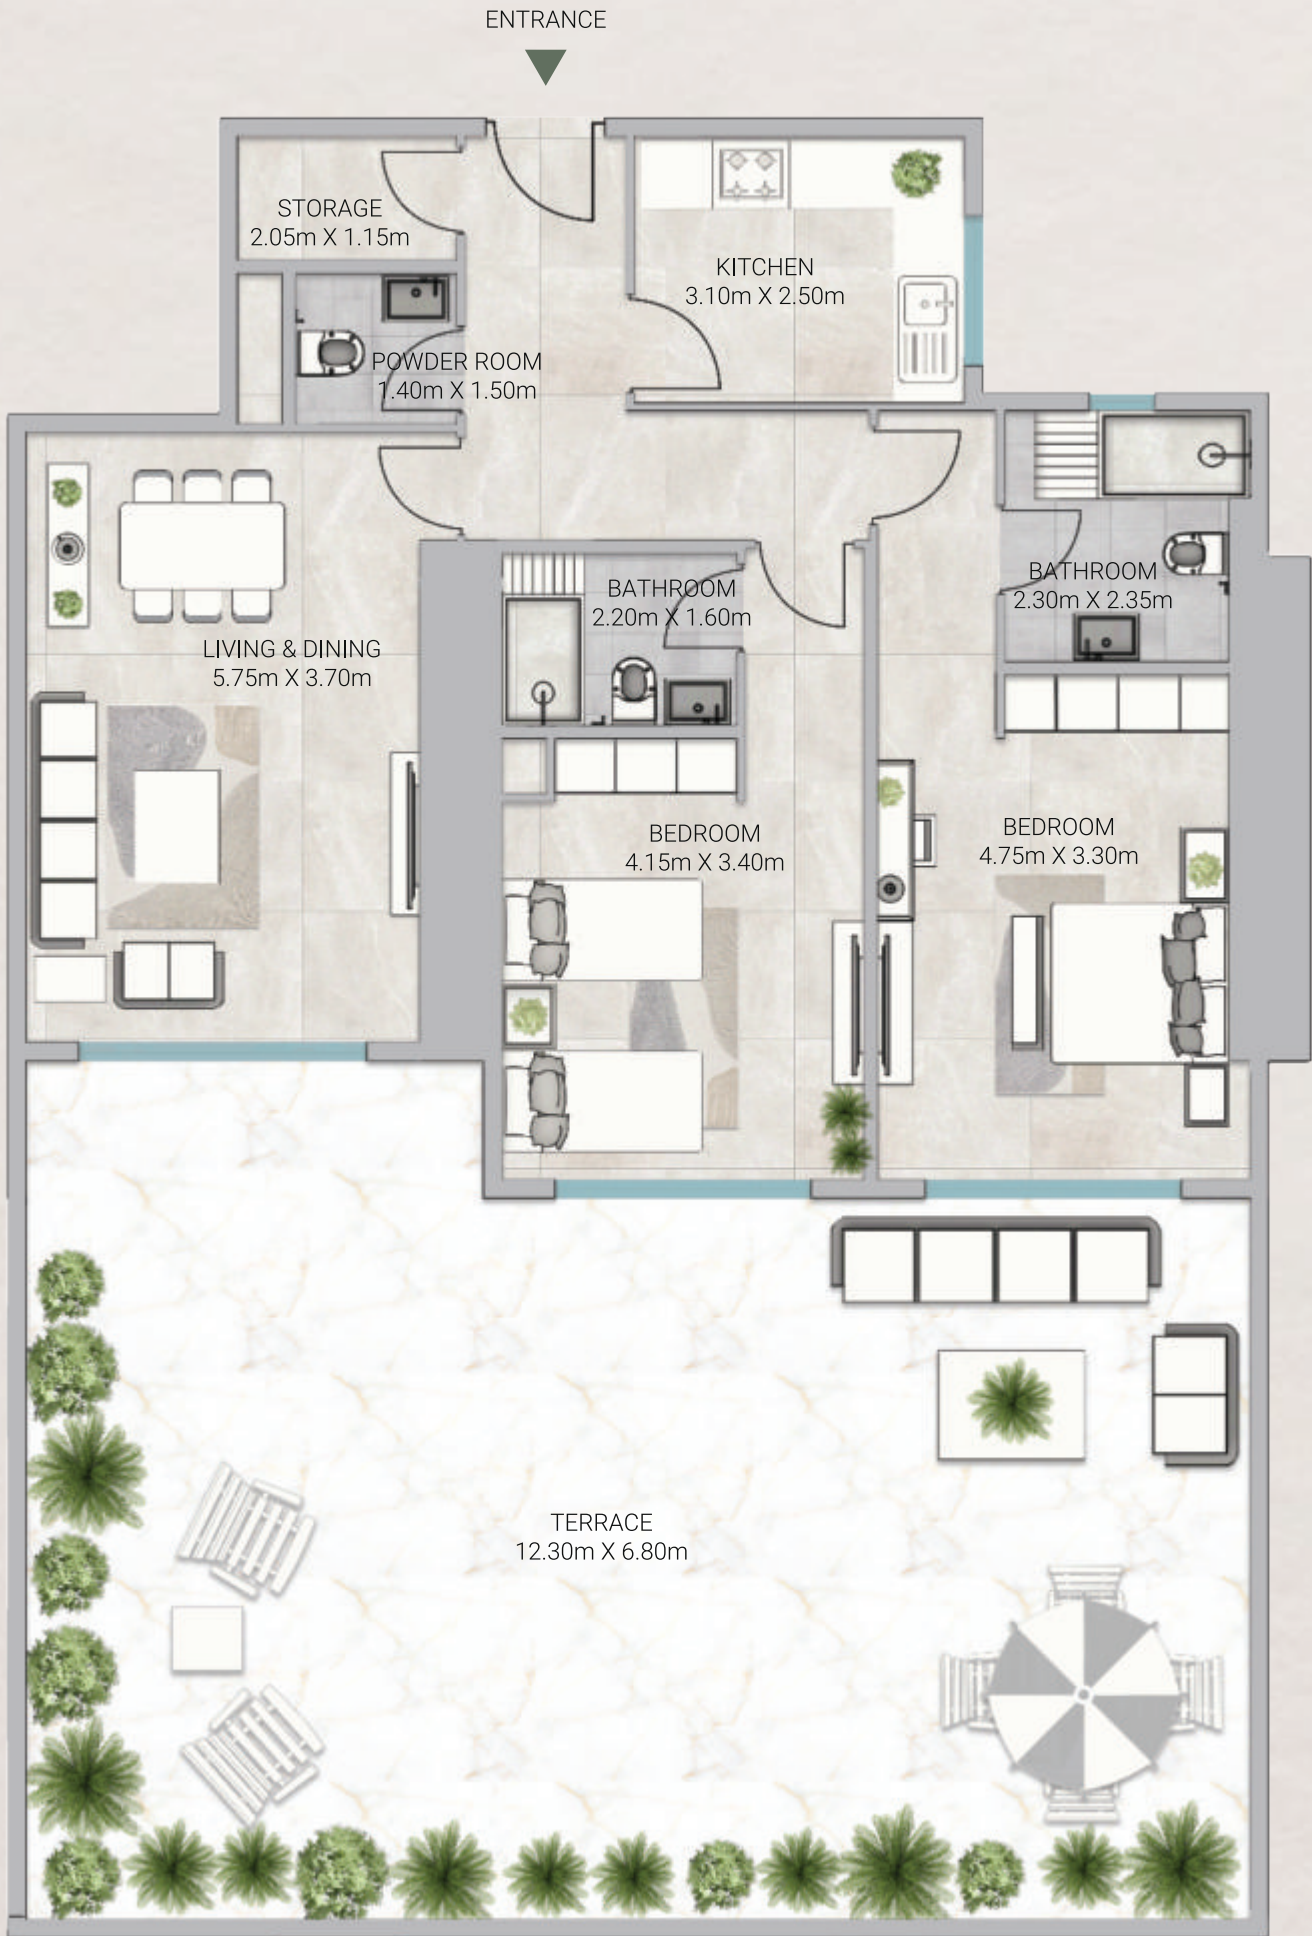 ENTRANCE
STORAGE
2.05m X 1.15m
KITCHEN
3.10m X 2.50m
POWDER ROOM
1.40m X 1.50m
BATHROOM
2.20m X 1.60m
BATHROOM
2.30m X 2.35m
LIVING & DINING
5.75m X 3.70m
BEDROOM
4.15m X 3.40m
BEDROOM
4.75m X 3.30m
TERRACE
12.30m X 6.80m